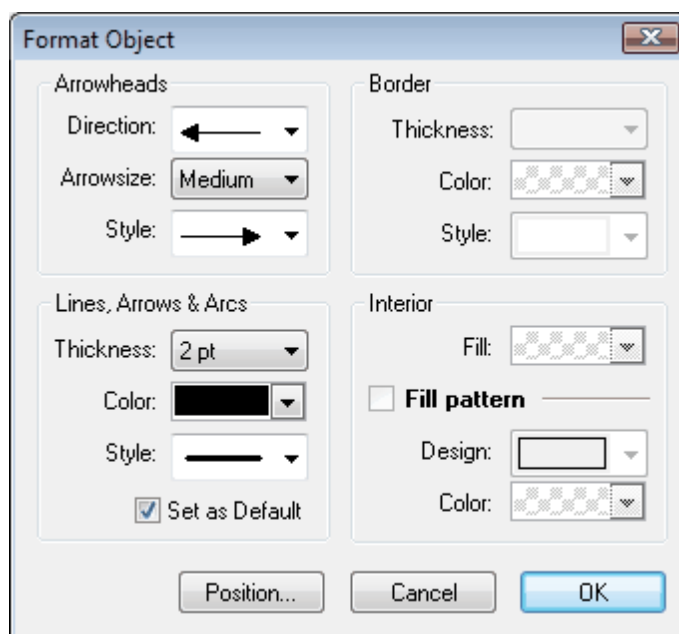 Format Object
Arrowheads
Direction:
Arrowsize: Medium
Style:
Border
Thickness:
Color:
Style:
Lines, Arrows & Arcs
Thickness: 2 pt
Color:
Style:
Set as Default
Interior
Fill:
Fill pattern
Design:
Color:
Position...
Cancel
OK